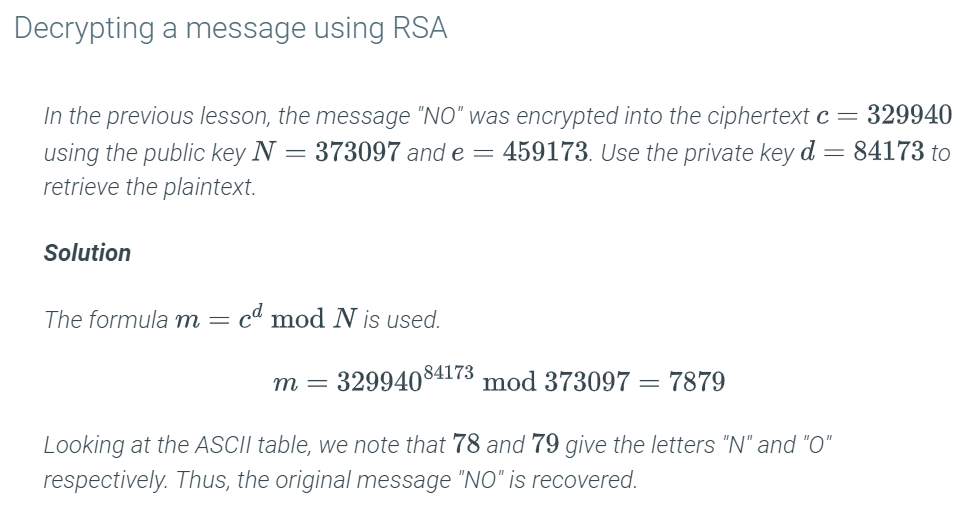 Decrypting a message using RSA
In the previous lesson, the message "NO" was encrypted into the ciphertext c = 329940
using the public key N = 373097 and e = 459173. Use the private key d = 84173 to
retrieve the plaintext.
Solution
The formula m = c^d mod N is used.
m = 329940^84173 mod 373097 = 7879
Looking at the ASCII table, we note that 78 and 79 give the letters "N" and "O"
respectively. Thus, the original message "NO" is recovered.